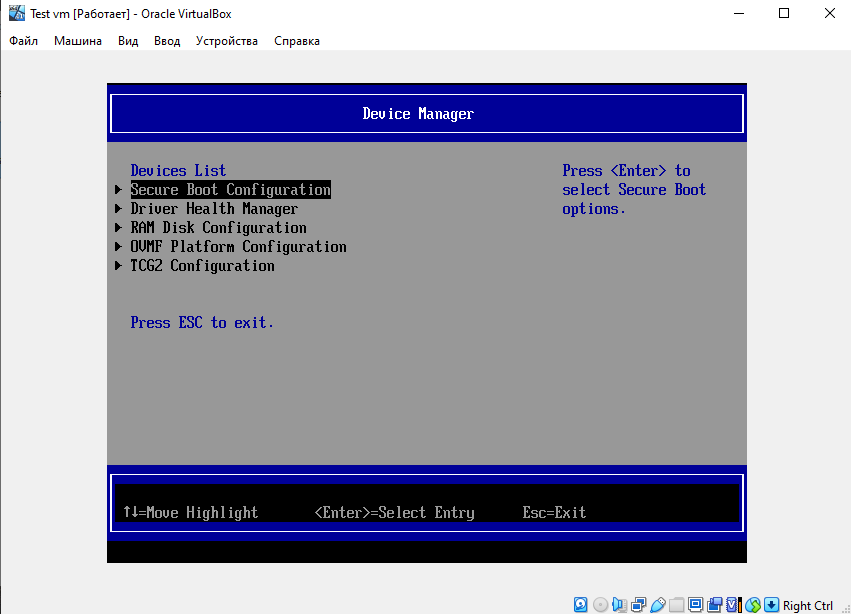 Test vm [Работает] - Oracle VirtualBox
Файл Машина Вид Ввод Устройства Справка
Device Manager
Devices List
Secure Boot Configuration
Driver Health Manager
RAM Disk Configuration
OVMF Platform Configuration
TCG2 Configuration
Press ESC to exit.
Press <Enter> to
select Secure Boot
options.
↑↓=Move Highlight <Enter>=Select Entry Esc=Exit
Right Ctrl